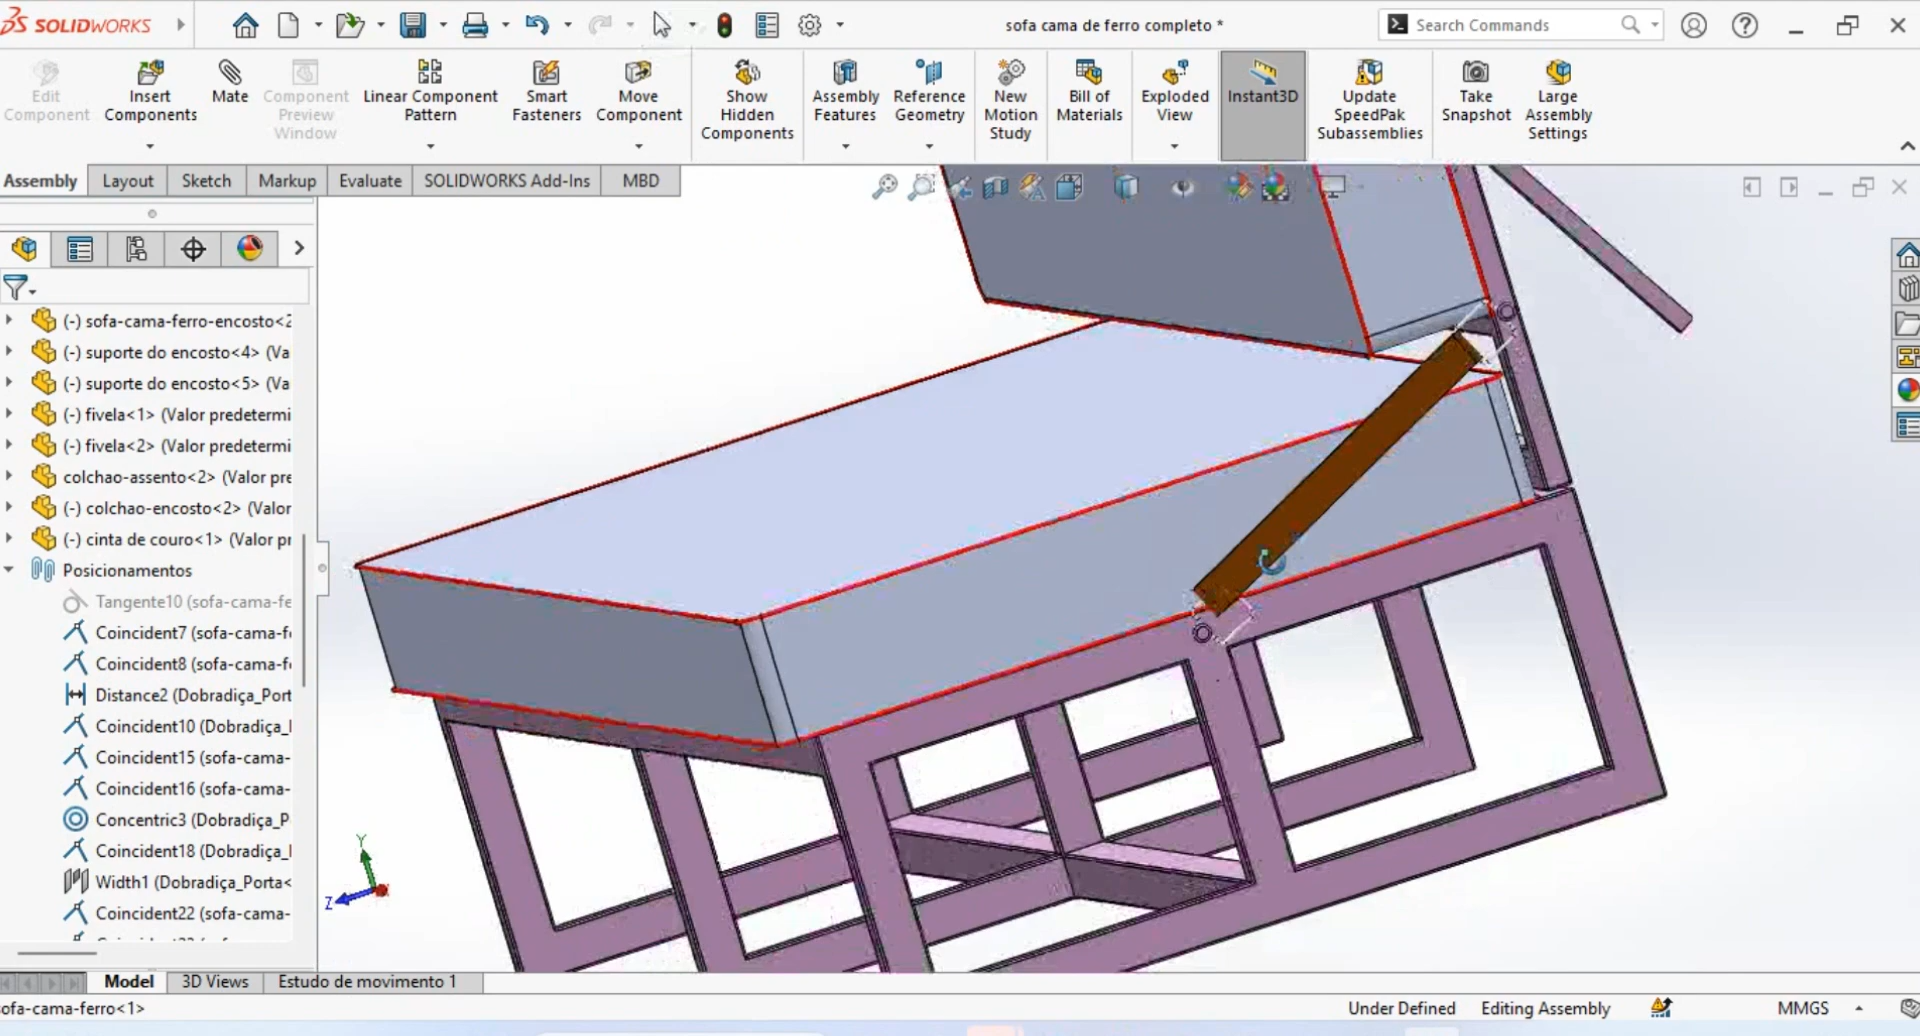 SOLIDWORKS
sofa cama de ferro completo *
Search Commands
Edit Component
Insert Components
Mate
Component Preview Window
Linear Component Pattern
Smart Fasteners
Move Component
Show Hidden Components
Assembly Features
Reference Geometry
New Motion Study
Bill of Materials
Exploded View
Instant3D
Update SpeedPak Subassemblies
Take Snapshot
Large Assembly Settings
Assembly
Layout
Sketch
Markup
Evaluate
SOLIDWORKS Add-Ins
MBD
(-) sofa-cama-ferro-encosto<2
(-) suporte do encosto<4> (Va
(-) suporte do encosto<5> (Va
(-) fivela<1> (Valor predetermi
(-) fivela<2> (Valor predetermi
colchao-assento<2> (Valor pre
(-) colchao-encosto<2> (Valor
(-) cinta de couro<1> (Valor pr
Posicionamentos
Tangente10 (sofa-cama-fe
Coincident7 (sofa-cama-f
Coincident8 (sofa-cama-f
Distance2 (Dobradiça_Port
Coincident10 (Dobradiça_
Coincident15 (sofa-cama-
Coincident16 (sofa-cama-
Concentric3 (Dobradiça_P
Coincident18 (Dobradiça_
Width1 (Dobradiça_Porta<
Coincident22 (sofa-cama-
Y
Z
Model
3D Views
Estudo de movimento 1
ofa-cama-ferro<1>
Under Defined
Editing Assembly
MMGS